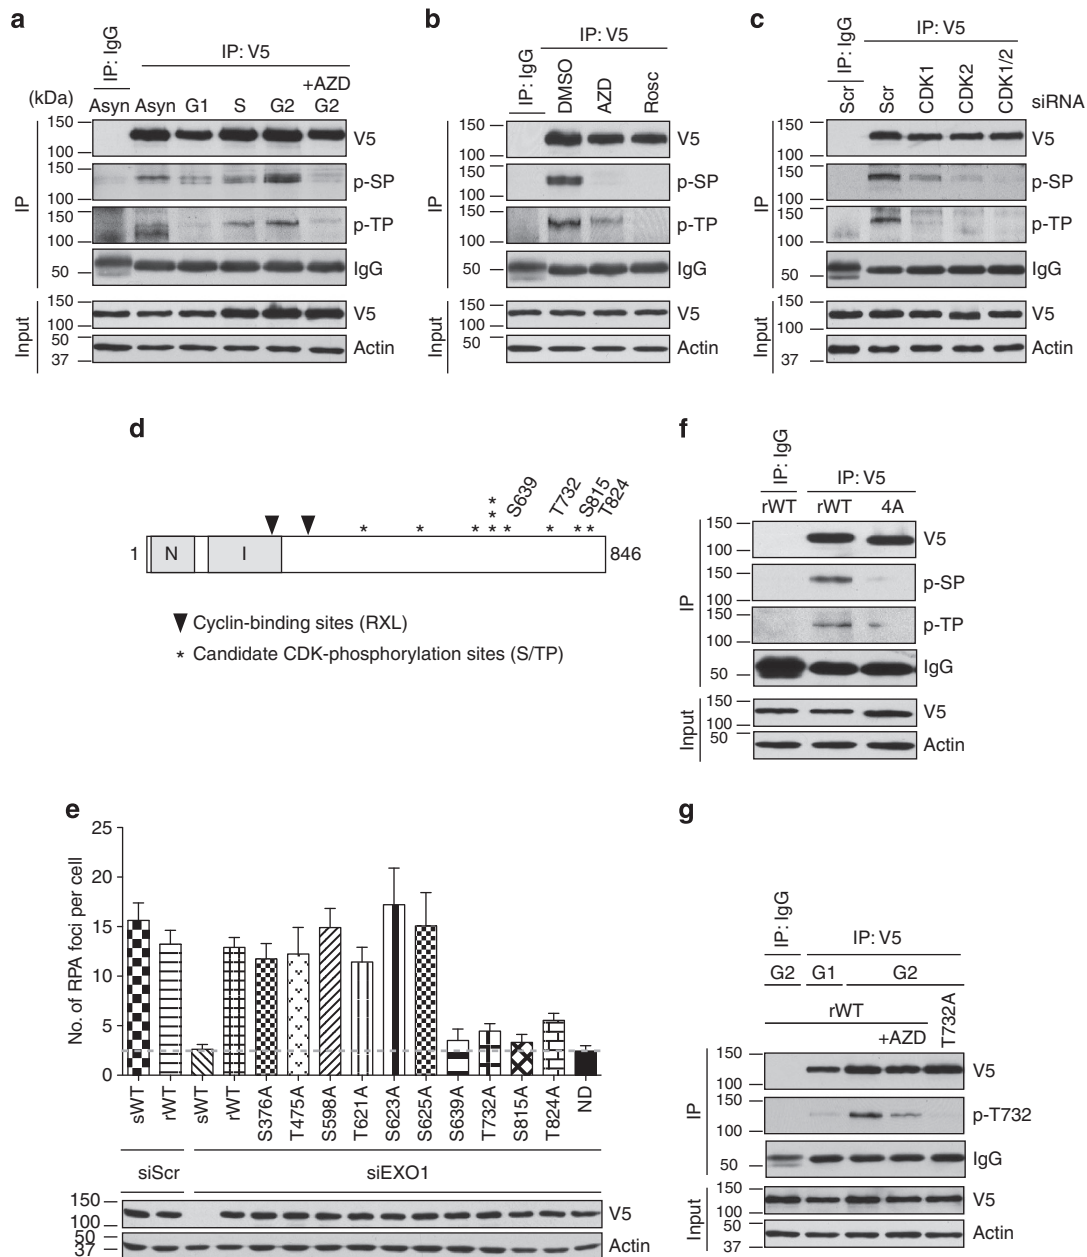 a
IP: IgG
IP: V5
+AZD
(kDa) Asyn Asyn G1 S G2 G2
IP
150
100
V5
150
100
p-SP
150
100
p-TP
50
IgG
Input
150
100
V5
50
37
Actin
b
IP: IgG
IP: V5
DMSO
AZD
Rosc
IP
150
100
V5
150
100
p-SP
150
100
p-TP
50
IgG
Input
150
100
V5
50
Actin
c
IP: IgG
IP: V5
Scr
Scr
CDK1
CDK2
CDK1/2
siRNA
IP
150
100
V5
150
100
p-SP
150
100
p-TP
50
IgG
Input
150
100
V5
37
Actin
d
S639
T732
S815
T824
* * * * * * * * * *
1 N I 846
Cyclin-binding sites (RXL)
* Candidate CDK-phosphorylation sites (S/TP)
f
IP: IgG
IP: V5
rWT rWT 4A
IP
150
100
V5
150
100
p-SP
150
100
p-TP
50
IgG
Input
150
100
V5
50
Actin
e
No. of RPA foci per cell
25
20
15
10
5
0
sWT
rWT
sWT
rWT
S376A
T475A
S598A
T621A
S623A
S625A
S639A
T732A
S815A
T824A
ND
siScr siEXO1
150
100
V5
50
37
Actin
g
IP: IgG
IP: V5
G2 G1 G2
rWT
+AZD
T732A
IP
150
100
V5
150
100
p-T732
50
IgG
Input
150
100
V5
50
37
Actin